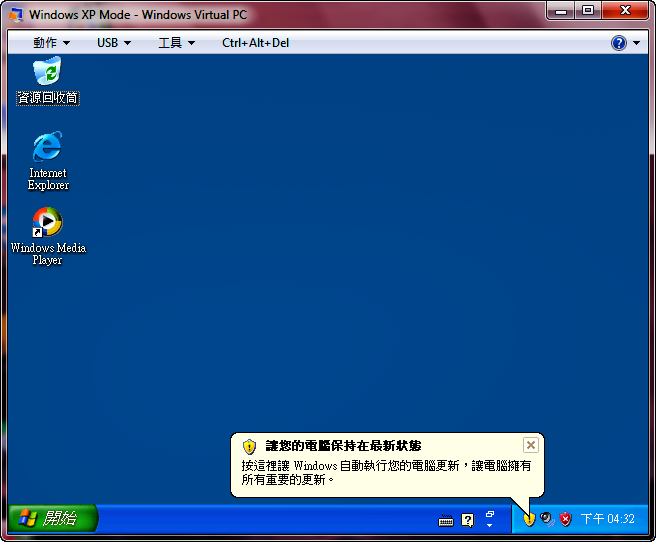 Windows XP Mode - Windows Virtual PC
動作 USB 工具 Ctrl+Alt+Del
資源回收筒
Internet
Explorer
Windows Media
Player
讓您的電腦保持在最新狀態
按這裡讓 Windows 自動執行您的電腦更新，讓電腦擁有
所有重要的更新。
開始
下午 04:32